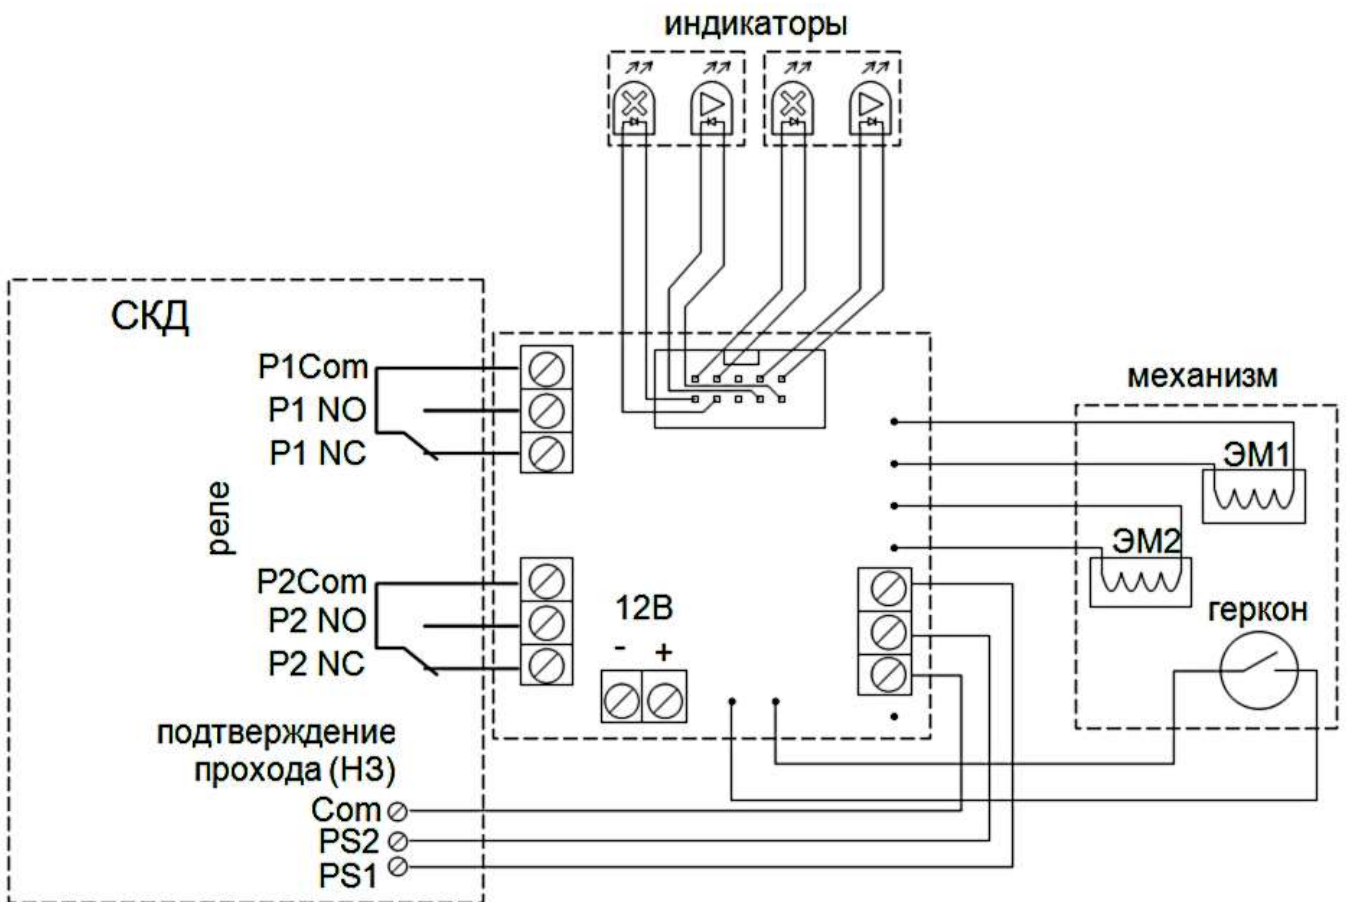 индикаторы
СКД
P1Com
P1 NO
P1 NC
реле
P2Com
P2 NO
P2 NC
12В
- +
механизм
ЭМ1
ЭМ2
геркон
подтверждение
прохода (НЗ)
Com
PS2
PS1